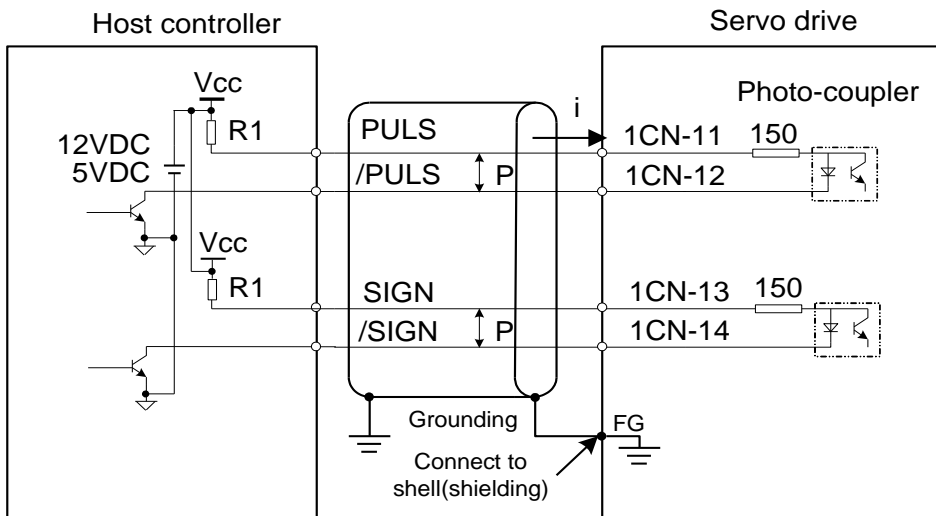 Host controller
Servo drive
Vcc
Photo-coupler
R1
PULS
i
1CN-11
150
12VDC
5VDC
/PULS
P
1CN-12
Vcc
R1
SIGN
1CN-13
150
/SIGN
P
1CN-14
Grounding
FG
Connect to
shell(shielding)